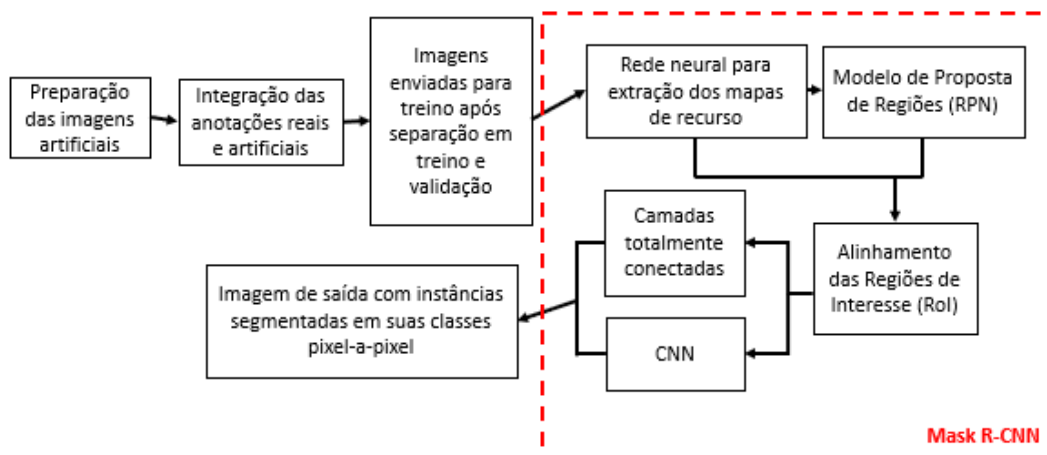 Preparação
das imagens
artificiais
Integração das
anotações reais
e artificiais
Imagens
enviadas para
treino após
separação em
treino e
validação
Rede neural para
extração dos mapas
de recurso
Modelo de Proposta
de Regiões (RPN)
Alinhamento
das Regiões de
Interesse (RoI)
Camadas
totalmente
conectadas
CNN
Imagem de saída com instâncias
segmentadas em suas classes
pixel-a-pixel
Mask R-CNN